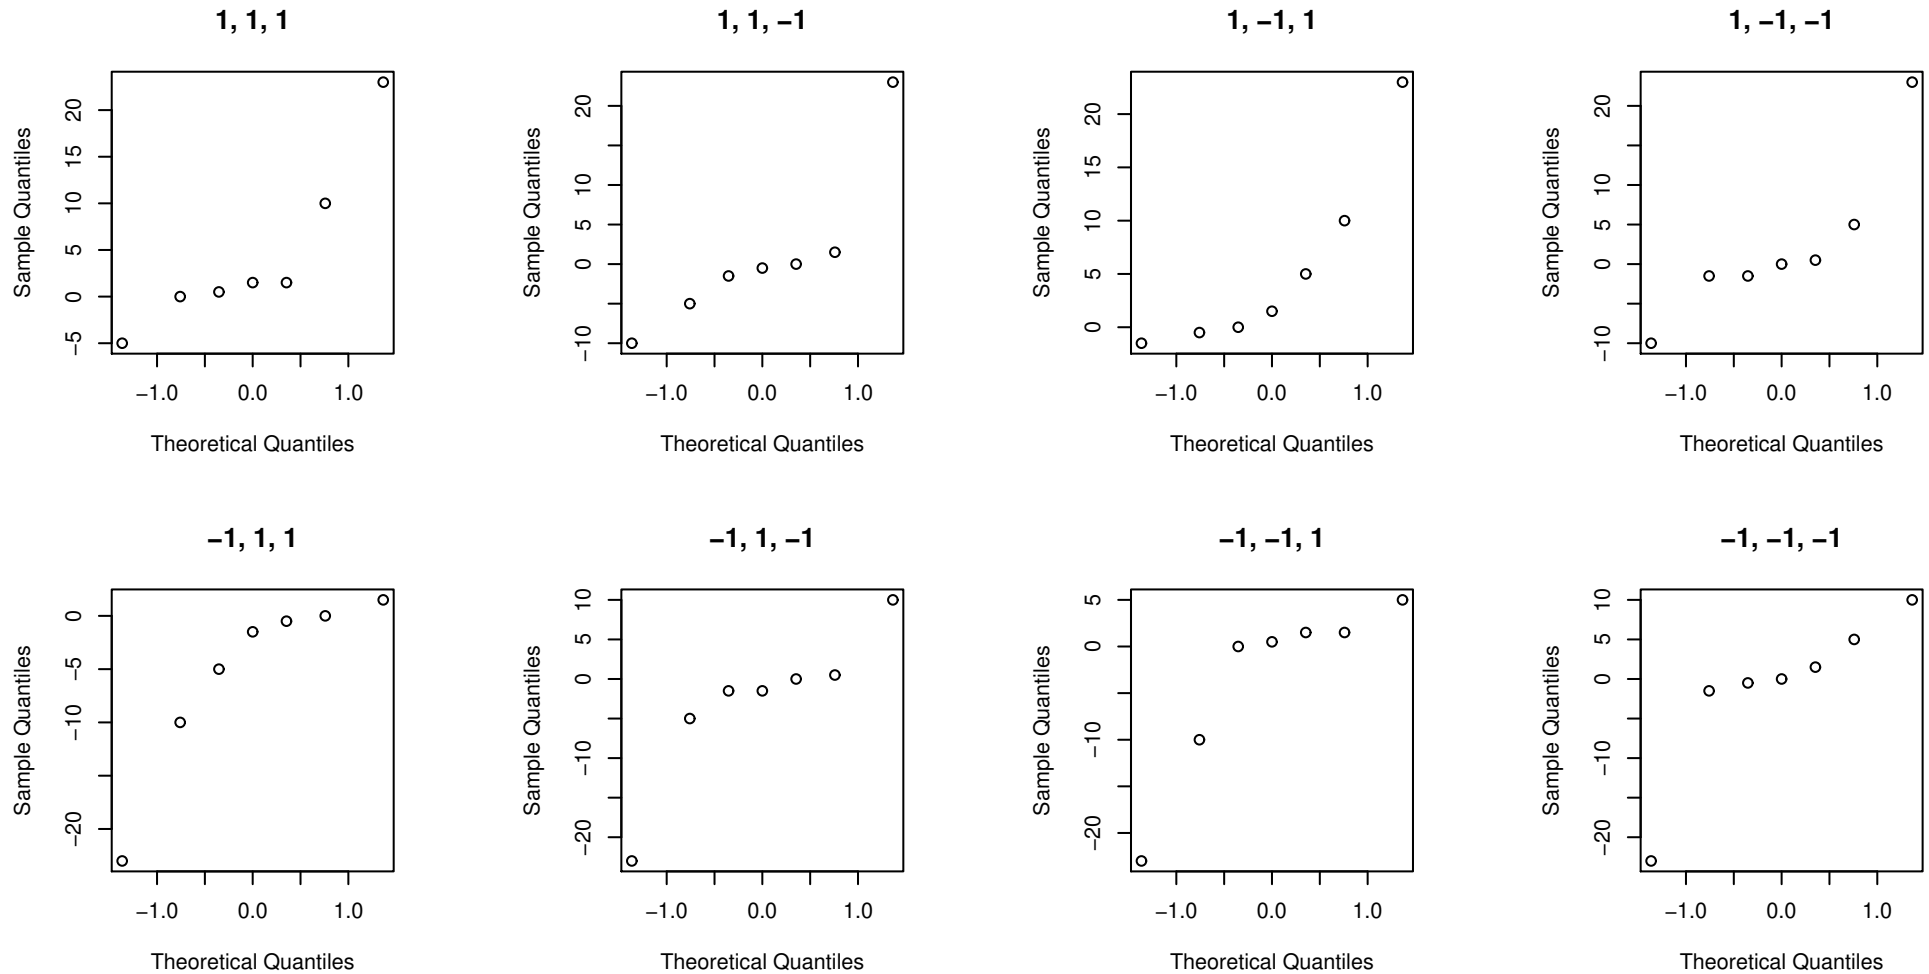 1, 1, 1
Sample Quantiles
−5 0 5 10 15 20
−1.0 0.0 1.0
Theoretical Quantiles
1, 1, −1
Sample Quantiles
−10 0 5 10 20
−1.0 0.0 1.0
Theoretical Quantiles
1, −1, 1
Sample Quantiles
0 5 10 15 20
−1.0 0.0 1.0
Theoretical Quantiles
1, −1, −1
Sample Quantiles
−10 0 5 10 20
−1.0 0.0 1.0
Theoretical Quantiles
−1, 1, 1
Sample Quantiles
−20 −10 −5 0
−1.0 0.0 1.0
Theoretical Quantiles
−1, 1, −1
Sample Quantiles
−20 −10 0 5 10
−1.0 0.0 1.0
Theoretical Quantiles
−1, −1, 1
Sample Quantiles
−20 −10 0 5
−1.0 0.0 1.0
Theoretical Quantiles
−1, −1, −1
Sample Quantiles
−20 −10 0 5 10
−1.0 0.0 1.0
Theoretical Quantiles